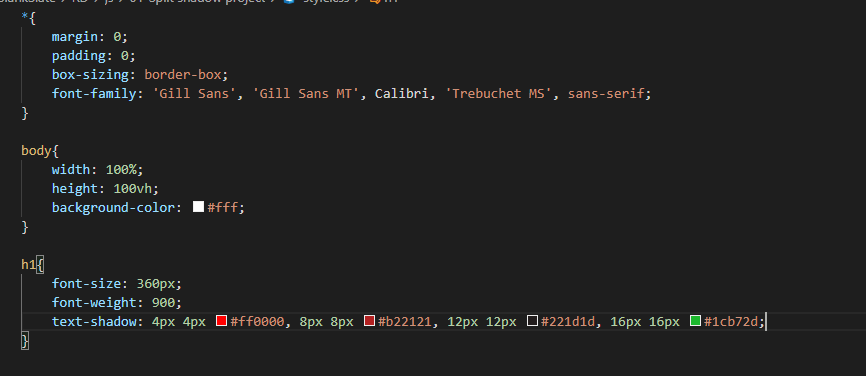 *{
margin: 0;
padding: 0;
box-sizing: border-box;
font-family: 'Gill Sans', 'Gill Sans MT', Calibri, 'Trebuchet MS', sans-serif;
}
body{
width: 100%;
height: 100vh;
background-color: #fff;
}
h1{
font-size: 360px;
font-weight: 900;
text-shadow: 4px 4px #ff0000, 8px 8px #b22121, 12px 12px #221d1d, 16px 16px #1cb72d;
}